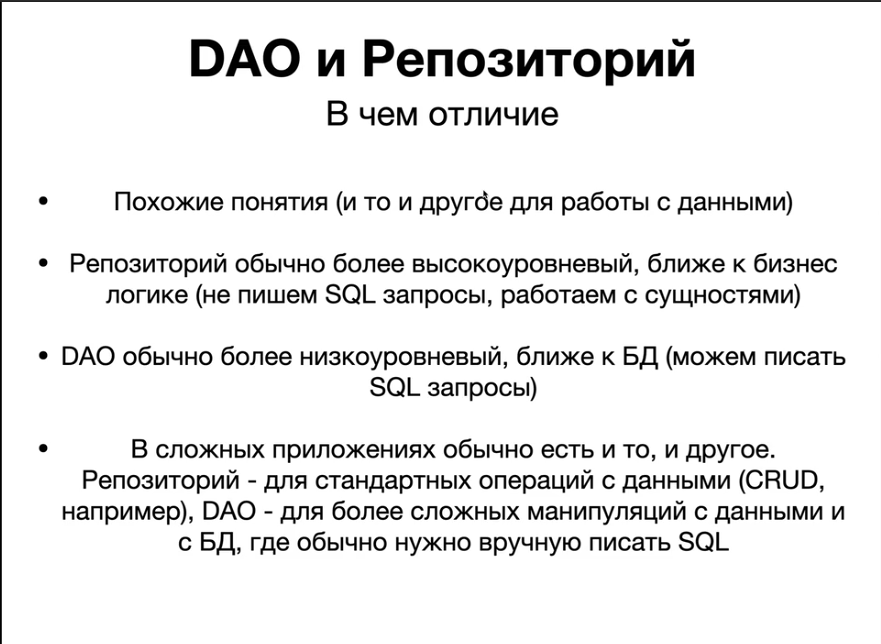 DAO и Репозиторий
В чем отличие
• Похожие понятия (и то и другое для работы с данными)
• Репозиторий обычно более высокоуровневый, ближе к бизнес
логике (не пишем SQL запросы, работаем с сущностями)
• DAO обычно более низкоуровневый, ближе к БД (можем писать
SQL запросы)
• В сложных приложениях обычно есть и то, и другое.
Репозиторий - для стандартных операций с данными (CRUD,
например), DAO - для более сложных манипуляций с данными и
с БД, где обычно нужно вручную писать SQL